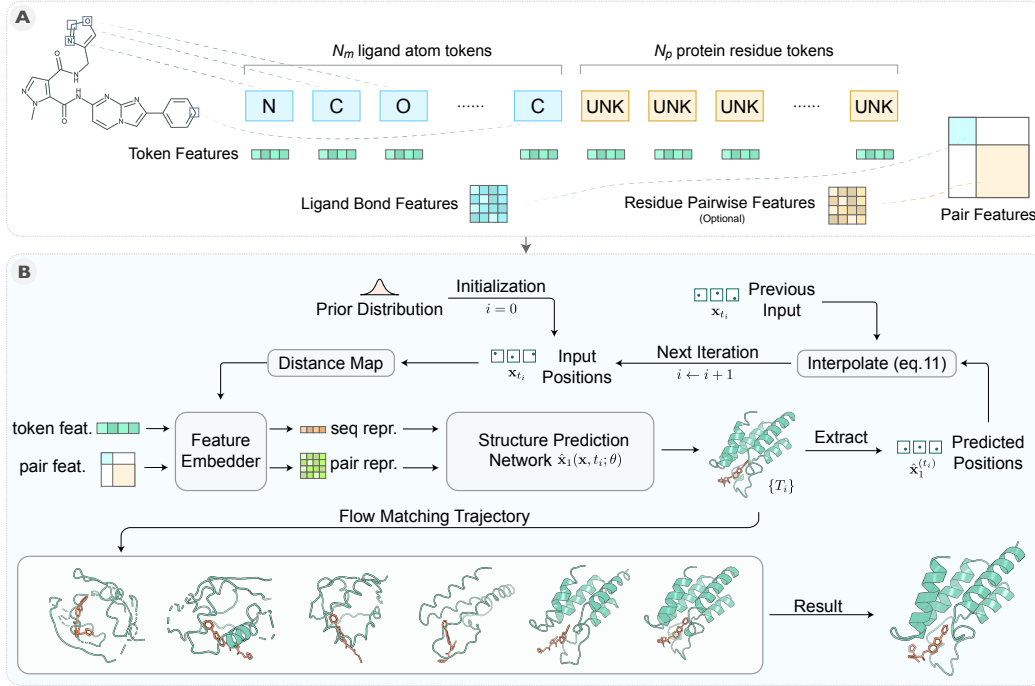 A
O
N
N
N
O
NH
N
N
O
NH
N
N
N
N_m ligand atom tokens
N_p protein residue tokens
N
C
O
......
C
UNK
UNK
UNK
......
UNK
Token Features
Ligand Bond Features
Residue Pairwise Features
(Optional)
Pair Features
B
Prior Distribution
Initialization
i = 0
Previous
Input
x_{t_i}
Distance Map
x_{t_i}
Input
Positions
Next Iteration
i ← i + 1
Interpolate (eq.11)
token feat.
pair feat.
Feature
Embedder
seq repr.
pair repr.
Structure Prediction
Network x̂_1(x, t_i; θ)
{T_i}
Extract
x̂_1^{(t_i)}
Predicted
Positions
Flow Matching Trajectory
Result